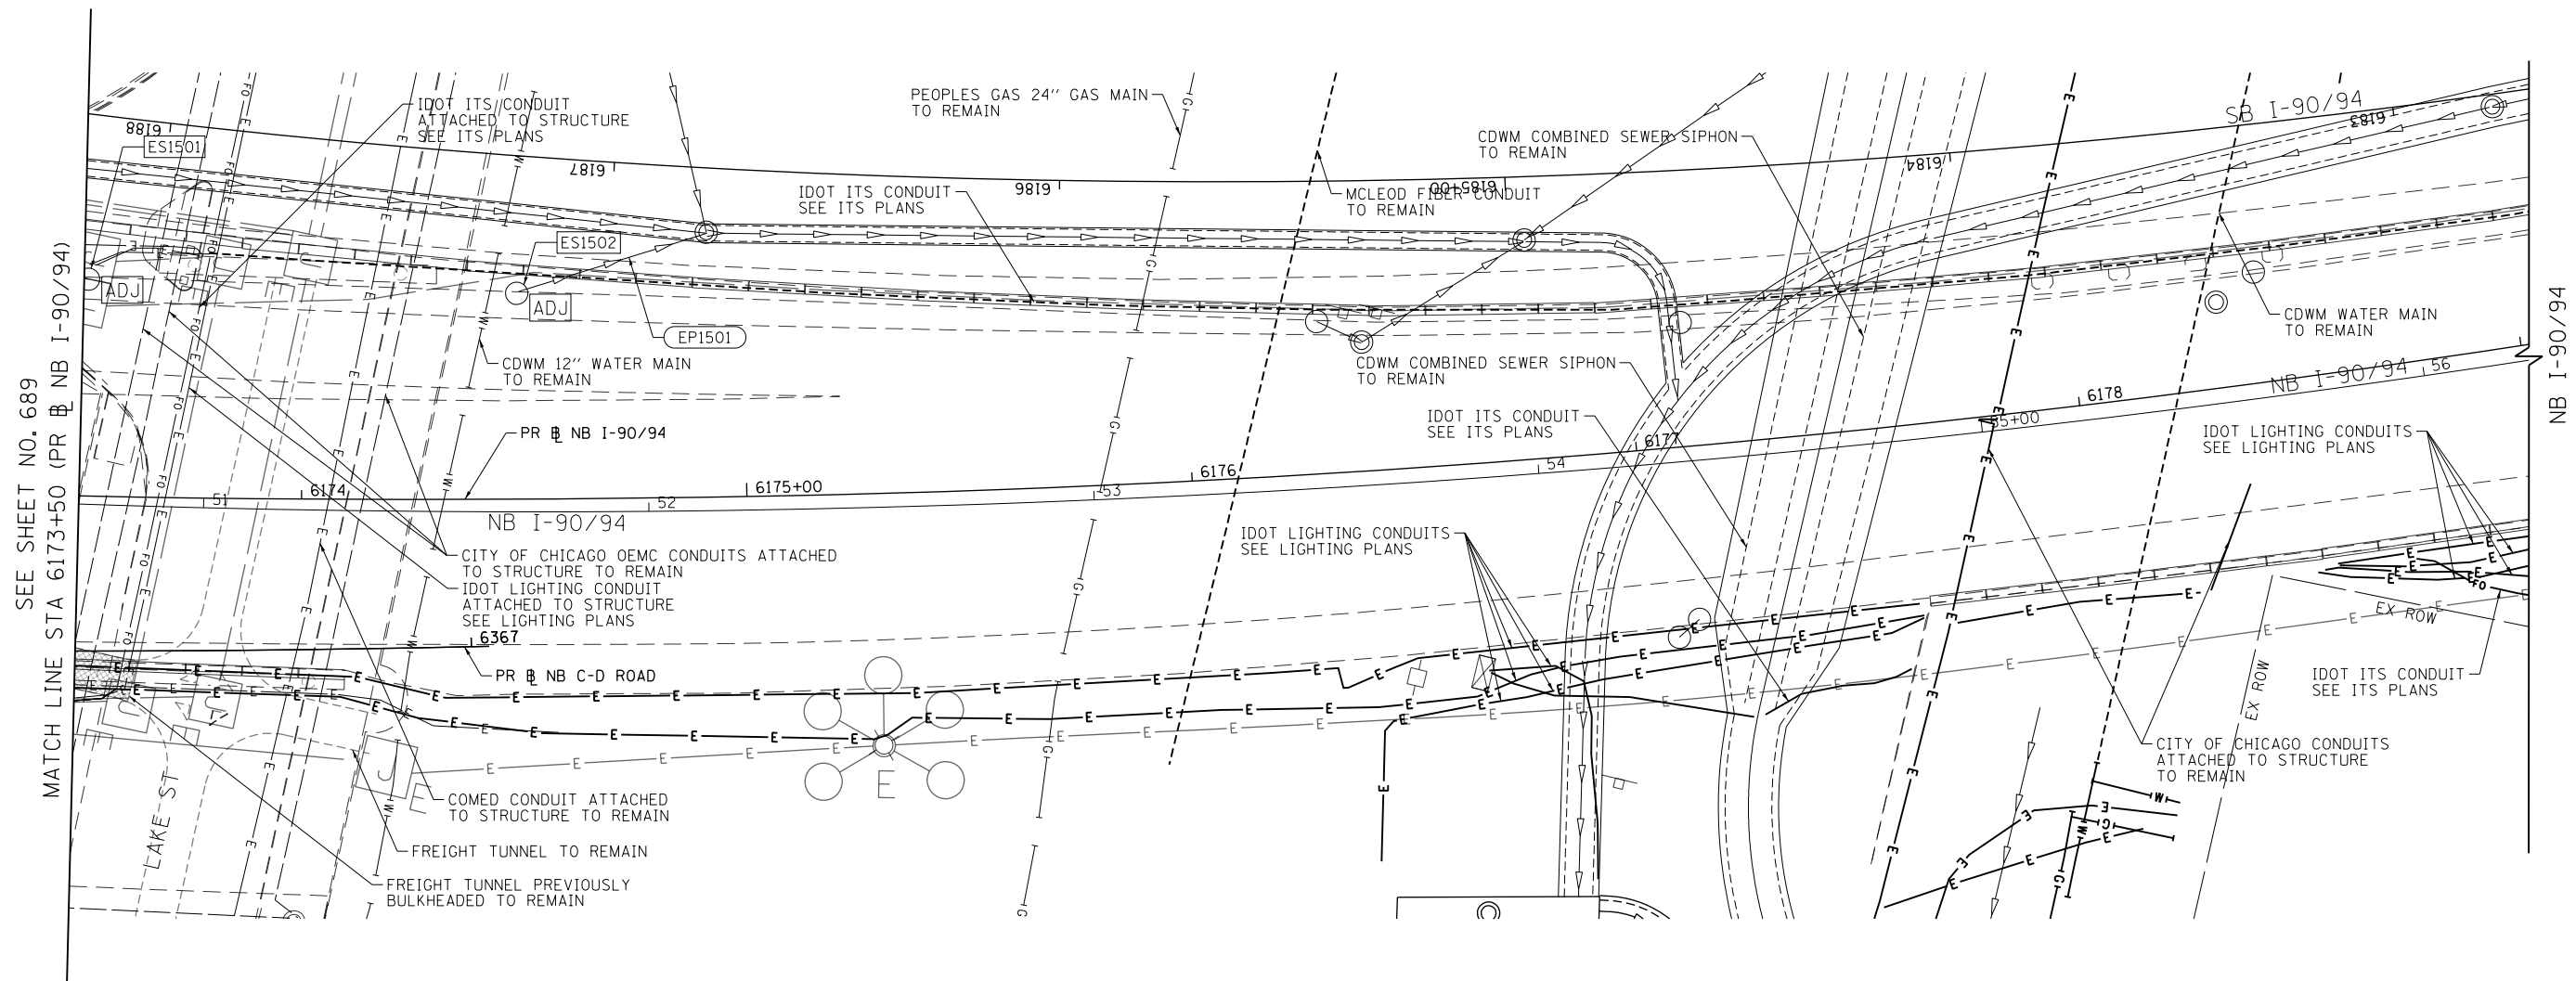 SEE SHEET NO. 689
MATCH LINE STA 6173+50 (PR BL NB I-90/94)
6188
ES1501
IDOT ITS CONDUIT
ATTACHED TO STRUCTURE
SEE ITS PLANS
PEOPLES GAS 24'' GAS MAIN
TO REMAIN
CDWM COMBINED SEWER SIPHON
TO REMAIN
SB I-90/94
6183
6187
6186
6185+00
6184
IDOT ITS CONDUIT
SEE ITS PLANS
MCLEOD FIBER CONDUIT
TO REMAIN
ES1502
ADJ
ADJ
EP1501
CDWM 12'' WATER MAIN
TO REMAIN
CDWM COMBINED SEWER SIPHON
TO REMAIN
CDWM WATER MAIN
TO REMAIN
NB I-90/94
NB I-90/94
56
6178
55+00
IDOT ITS CONDUIT
SEE ITS PLANS
IDOT LIGHTING CONDUITS
SEE LIGHTING PLANS
PR BL NB I-90/94
6177
54
6176
53
6175+00
52
6174
51
NB I-90/94
IDOT LIGHTING CONDUITS
SEE LIGHTING PLANS
CITY OF CHICAGO OEMC CONDUITS ATTACHED
TO STRUCTURE TO REMAIN
IDOT LIGHTING CONDUIT
ATTACHED TO STRUCTURE
SEE LIGHTING PLANS
6367
PR BL NB C-D ROAD
EX ROW
EX ROW
IDOT ITS CONDUIT
SEE ITS PLANS
CITY OF CHICAGO CONDUITS
ATTACHED TO STRUCTURE
TO REMAIN
COMED CONDUIT ATTACHED
TO STRUCTURE TO REMAIN
E
LAKE ST
FREIGHT TUNNEL TO REMAIN
FREIGHT TUNNEL PREVIOUSLY
BULKHEADED TO REMAIN